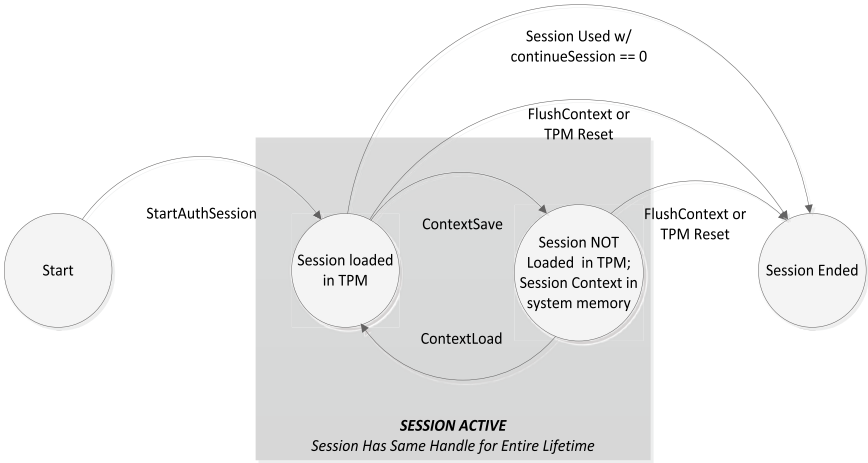 Session Used w/
continueSession == 0
FlushContext or
TPM Reset
StartAuthSession
ContextSave
FlushContext or
TPM Reset
Start
Session loaded
in TPM
Session NOT
Loaded in TPM;
Session Context in
system memory
Session Ended
ContextLoad
SESSION ACTIVE
Session Has Same Handle for Entire Lifetime